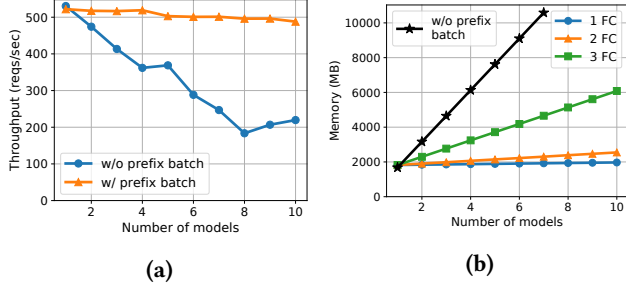 500
400
300
200
100
0
Throughput (reqs/sec)
w/o prefix batch
w/ prefix batch
2 4 6 8 10
Number of models
(a)
10000
8000
6000
4000
2000
0
Memory (MB)
w/o prefix
batch
1 FC
2 FC
3 FC
2 4 6 8 10
Number of models
(b)